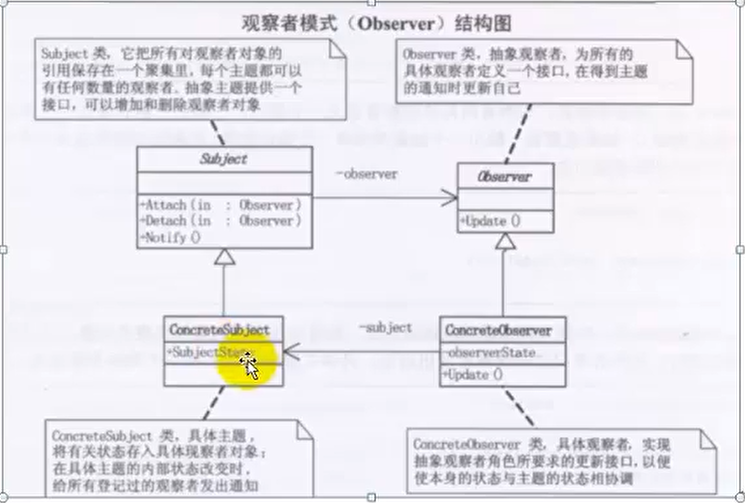 观察者模式（Observer）结构图
Subject 类，它把所有对观察者对象的
引用保存在一个聚集里，每个主题都可以
有任何数量的观察者。抽象主题提供一个
接口，可以增加和删除观察者对象
Observer 类，抽象观察者，为所有的
具体观察者定义一个接口，在得到主题
的通知时更新自己
Subject
+Attach(in : Observer)
+Detach(in : Observer)
+Notify()
-observer
Observer
+Update()
ConcreteSubject
+SubjectState
-subject
ConcreteObserver
-observerState
+Update()
ConcreteSubject 类，具体主题，
将有关状态存入具体现察者对象；
在具体主题的内部状态改变时，
给所有登记过的观察者发出通知
ConcreteObserver 类，具体观察者，实现
抽象观察者角色所要求的更新接口，以便
使本身的状态与主题的状态相协调